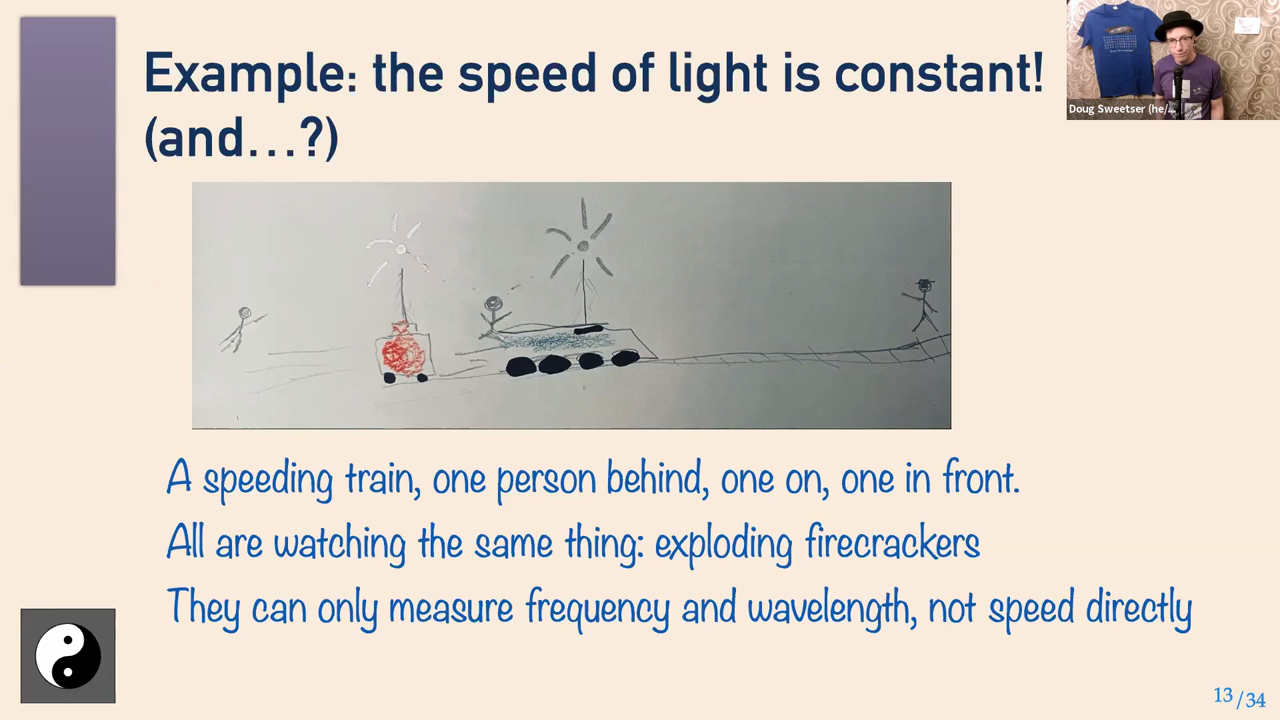 Example: the speed of light is constant!
(and...?)
Doug Sweetser (he/...
A speeding train, one person behind, one on, one in front.
All are watching the same thing: exploding firecrackers
They can only measure frequency and wavelength, not speed directly
13/34